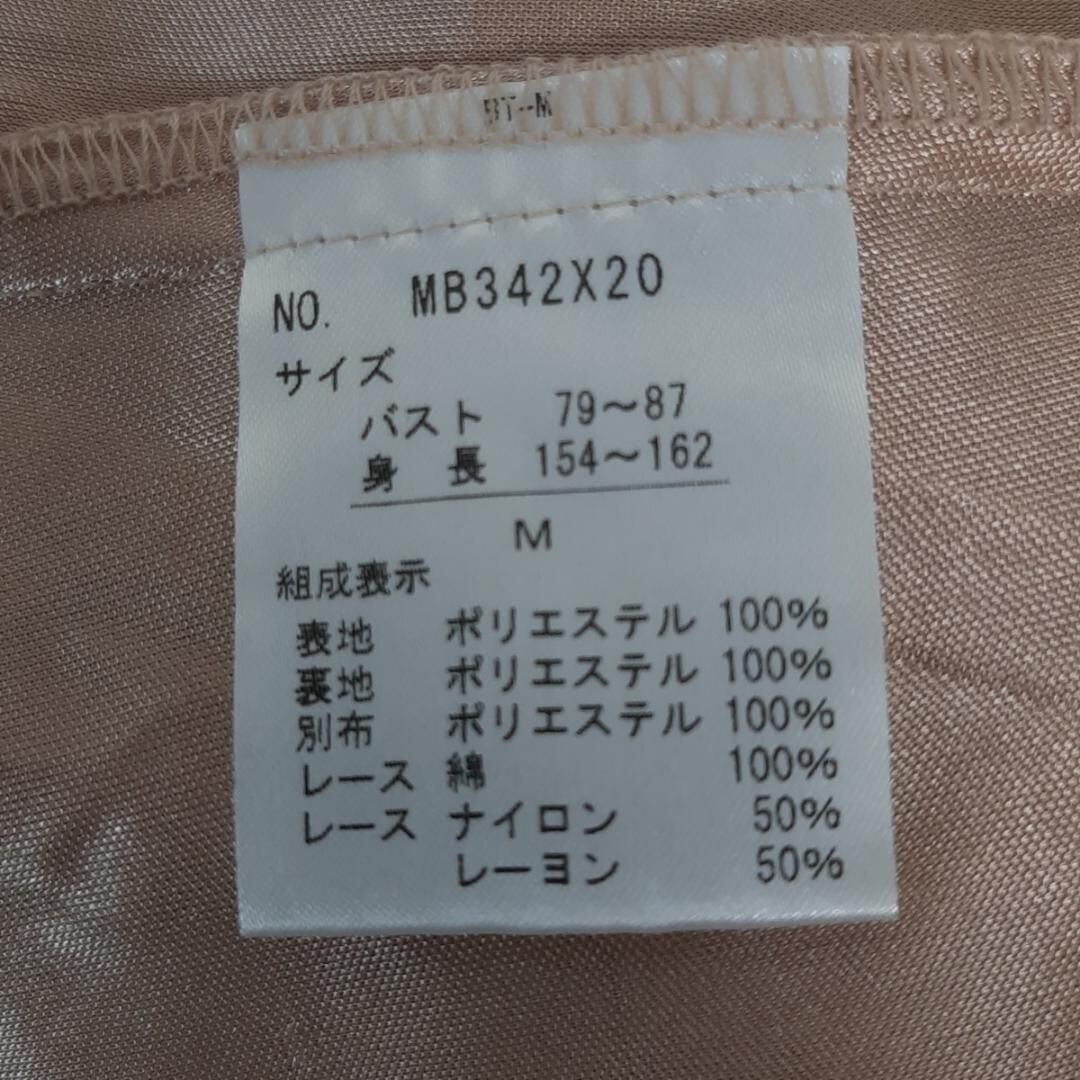 BT--M
NO. MB342X20
サイズ
バスト 79～87
身長 154～162
M
組成表示
表地 ポリエステル 100%
裏地 ポリエステル 100%
別布 ポリエステル 100%
レース 綿 100%
レース ナイロン 50%
レーヨン 50%